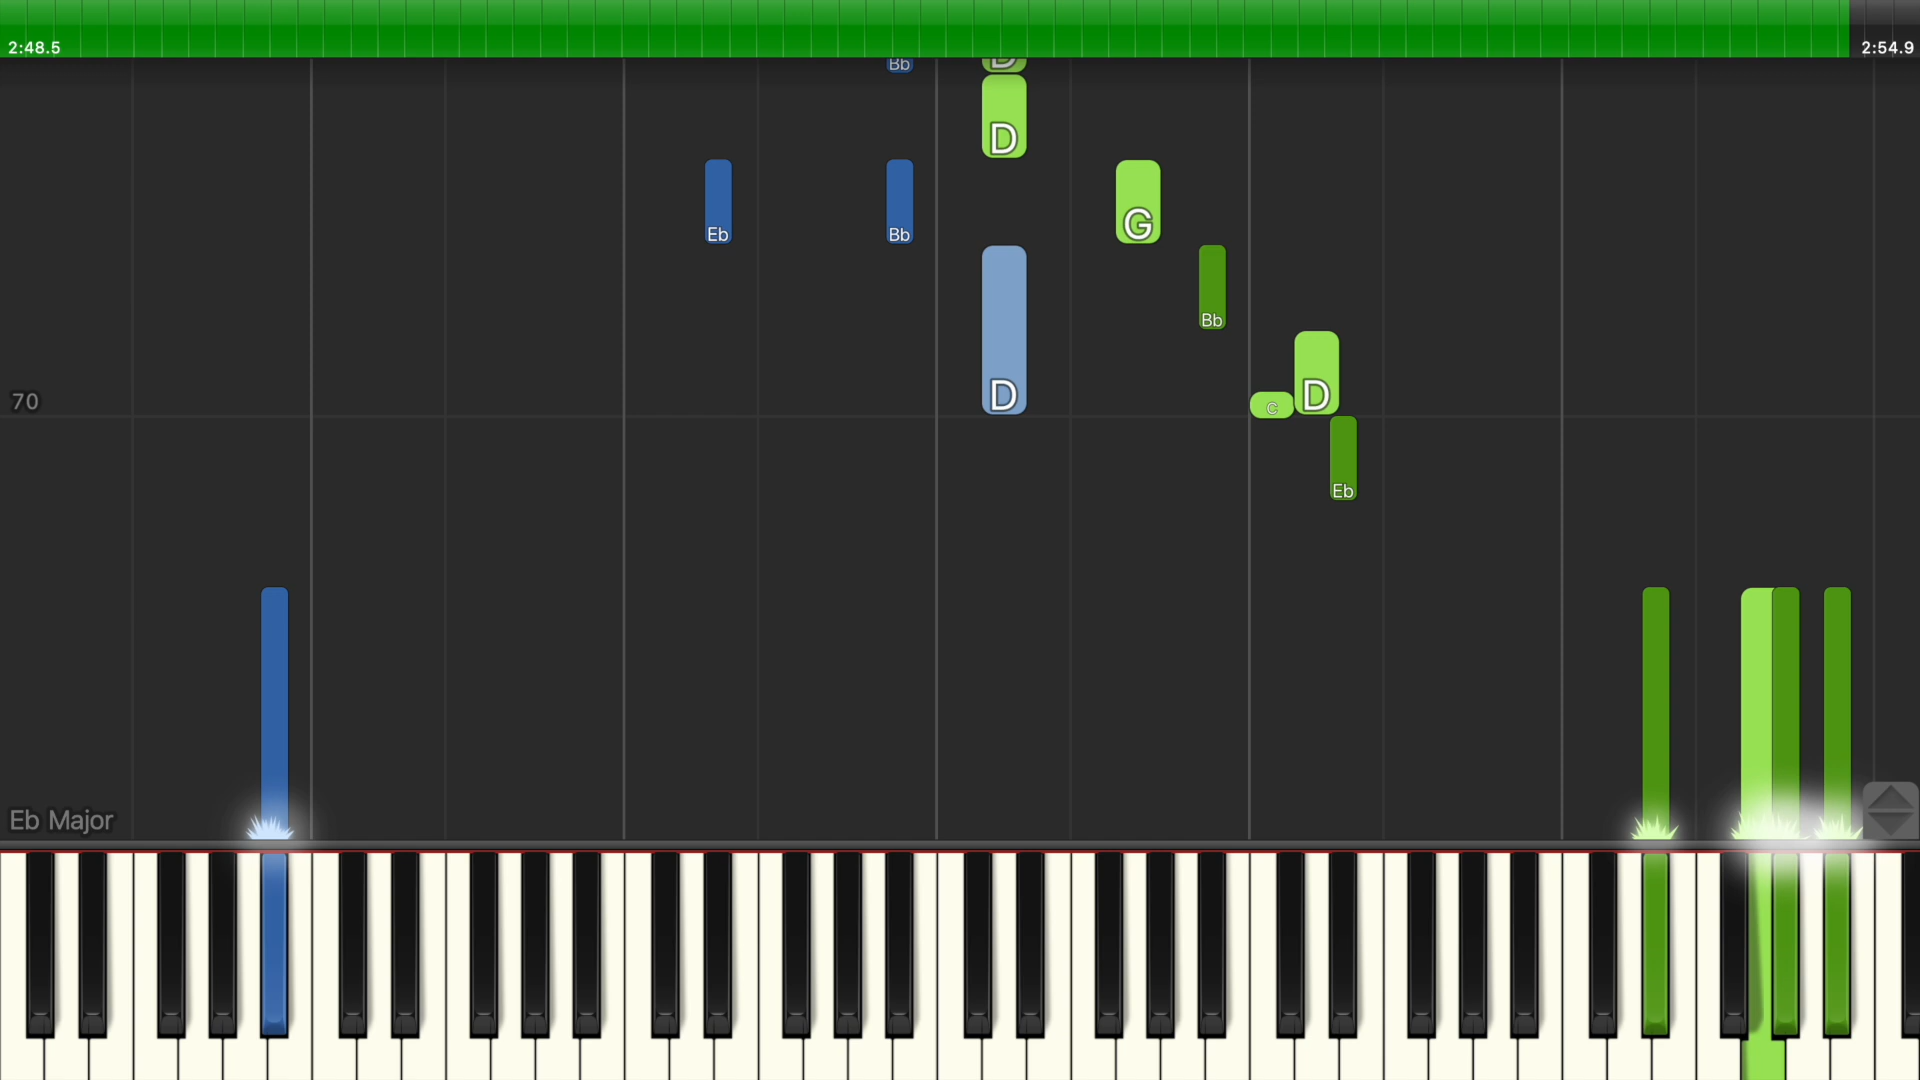 2:48.5 2:54.9
Bb D
D
Eb Bb G
Bb
70 D C D
Eb
Eb Major